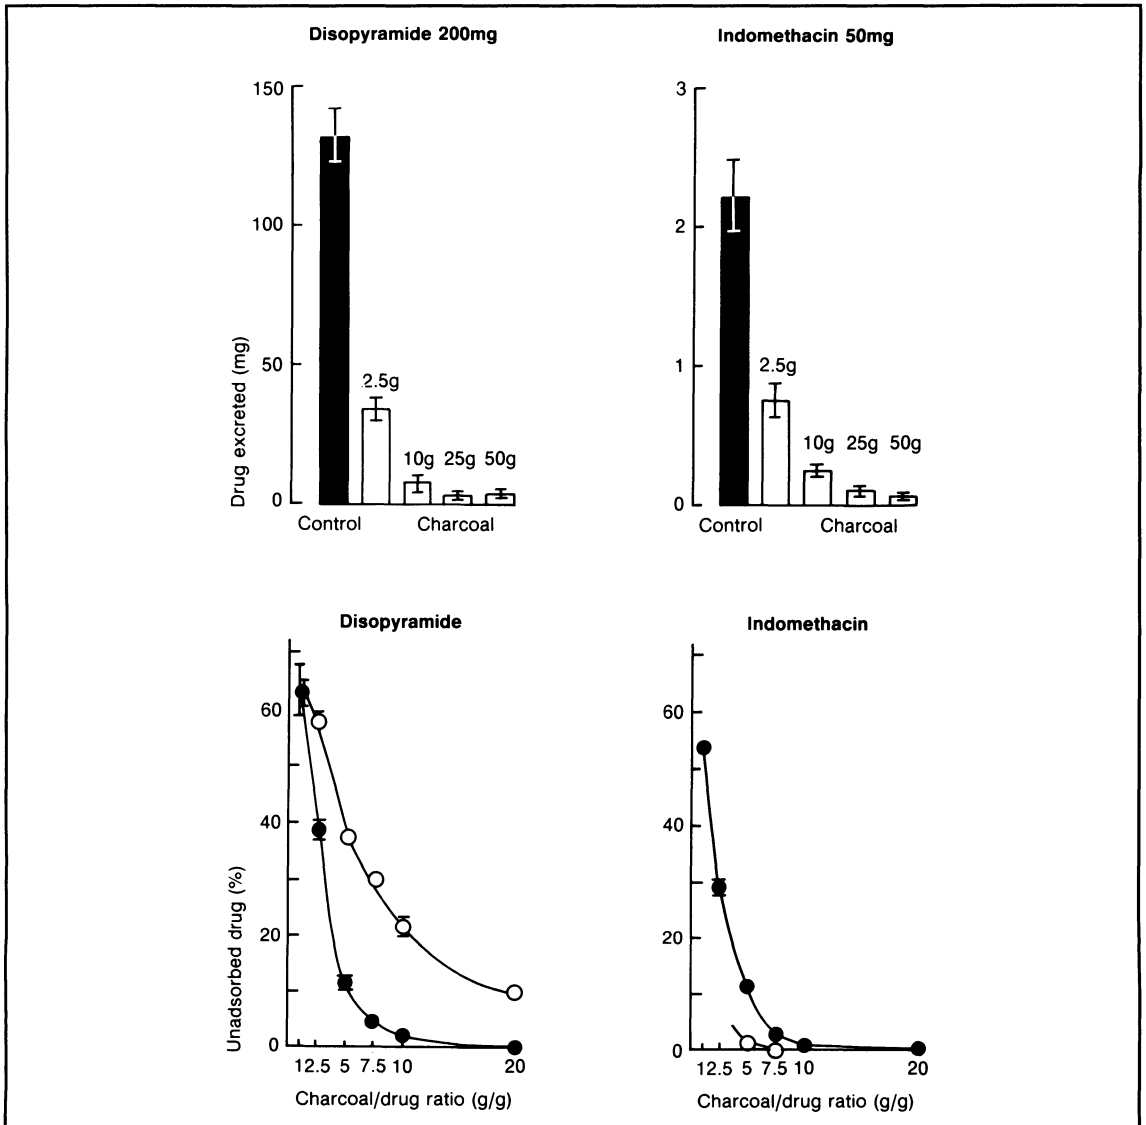 Disopyramide 200mg
Indomethacin 50mg
150
100
50
0
Drug excreted (mg)
2.5g
10g 25g 50g
Control Charcoal
3
2
1
0
2.5g
10g 25g 50g
Control Charcoal
Disopyramide
Indomethacin
60
40
20
0
Unadsorbed drug (%)
12.5 5 7.5 10 20
Charcoal/drug ratio (g/g)
60
40
20
0
12.5 5 7.5 10 20
Charcoal/drug ratio (g/g)